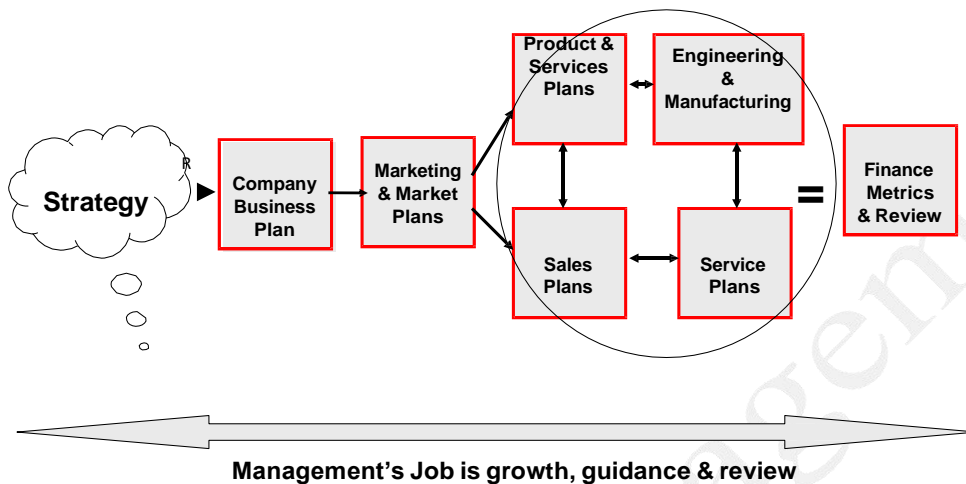 Strategy
R
Company
Business
Plan
Marketing
& Market
Plans
Product &
Services
Plans
Engineering
&
Manufacturing
Sales
Plans
Service
Plans
=
Finance
Metrics
& Review
Management's Job is growth, guidance & review